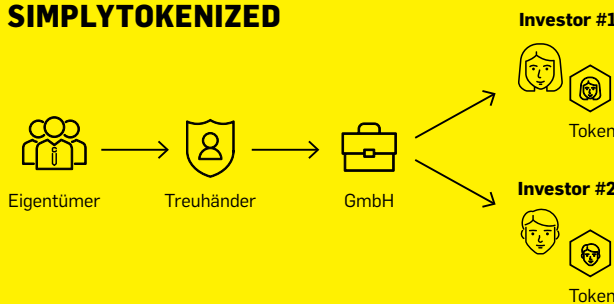 SIMPLYTOKENIZED
Investor #1
Token
Eigentümer
Treuhänder
GmbH
Investor #2
Token